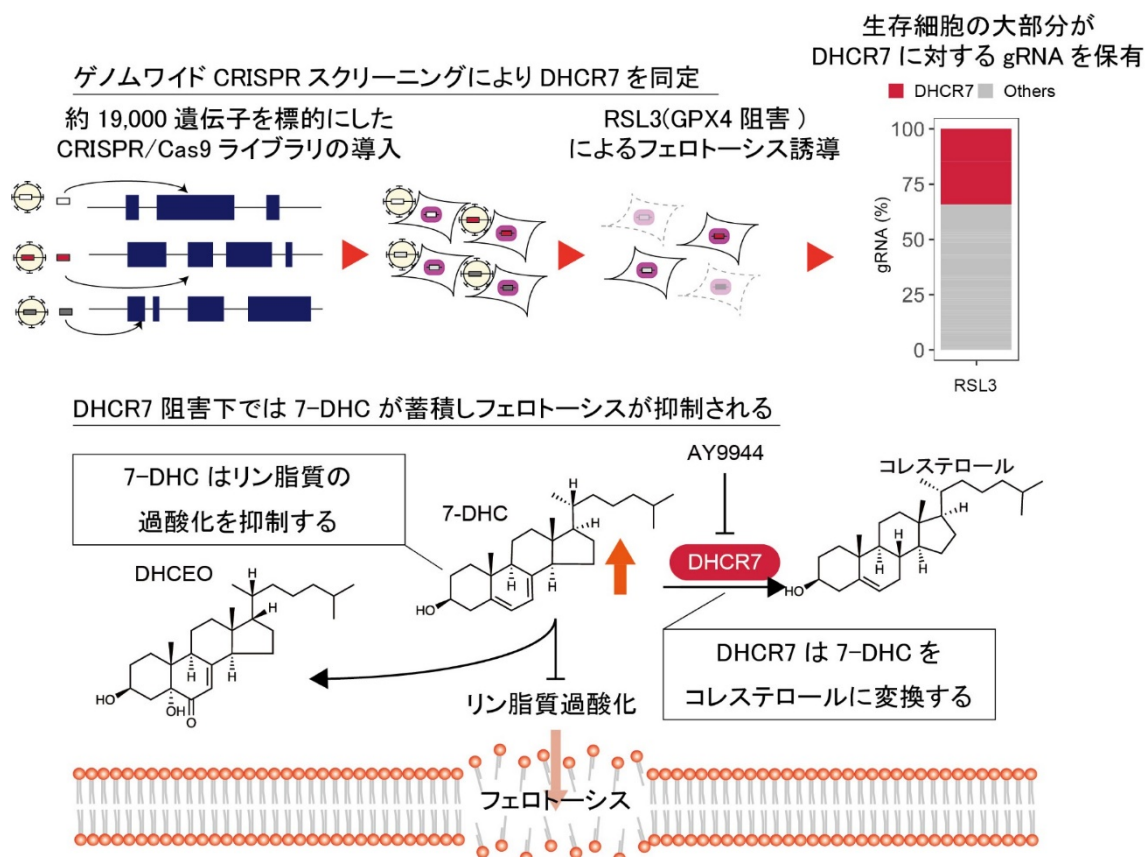 ゲノムワイド CRISPR スクリーニングにより DHCR7 を同定
約 19,000 遺伝子を標的にした
CRISPR/Cas9 ライブラリの導入
RSL3(GPX4 阻害 )
によるフェロトーシス誘導
生存細胞の大部分が
DHCR7 に対する gRNA を保有
DHCR7 Others
gRNA (%)
100
75
50
25
0
RSL3
DHCR7 阻害下では 7-DHC が蓄積しフェロトーシスが抑制される
7-DHC はリン脂質の
過酸化を抑制する
7-DHC
H
H
H
H
HO
AY9944
DHCR7
コレステロール
H
H
H
H
HO
DHCR7 は 7-DHC を
コレステロールに変換する
DHCEO
H
H
H
H
HO
OH
O
リン脂質過酸化
フェロトーシス